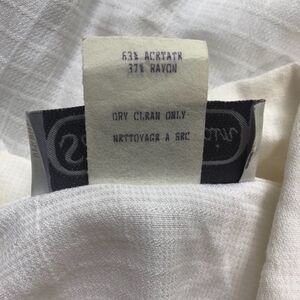 63% ACETATE
37% RAYON
DRY CLEAN ONLY
NETTOYAGE A SEC